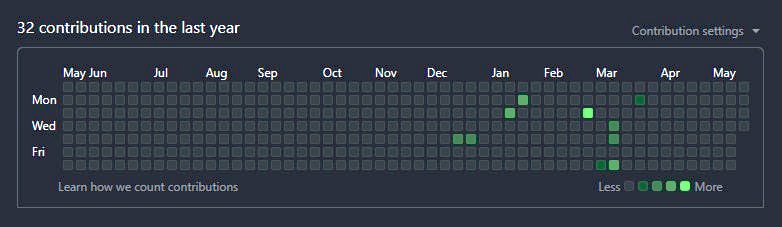 32 contributions in the last year
Contribution settings
May Jun Jul Aug Sep Oct Nov Dec Jan Feb Mar Apr May
Mon
Wed
Fri
Learn how we count contributions
Less More